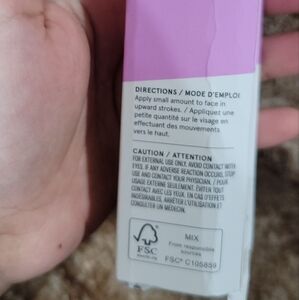 DIRECTIONS / MODE D'EMPLOI
Apply small amount to face in
upward strokes. / Appliquez une
petite quantité sur le visage en
effectuant des mouvements
vers le haut.
CAUTION / ATTENTION
FOR EXTERNAL USE ONLY. AVOID CONTACT WITH
EYES. IF ANY ADVERSE REACTION OCCURS, STOP
USE AND CONTACT YOUR PHYSICIAN. / POUR
USAGE EXTERNE SEULEMENT. ÉVITER TOUT
CONTACT AVEC LES YEUX. EN CAS D'EFFETS
INDÉSIRABLES, ARRÊTER L'UTILISATION ET
CONSULTER UN MÉDECIN.
FSC
MIX
From responsible
sources
FSC® C105859